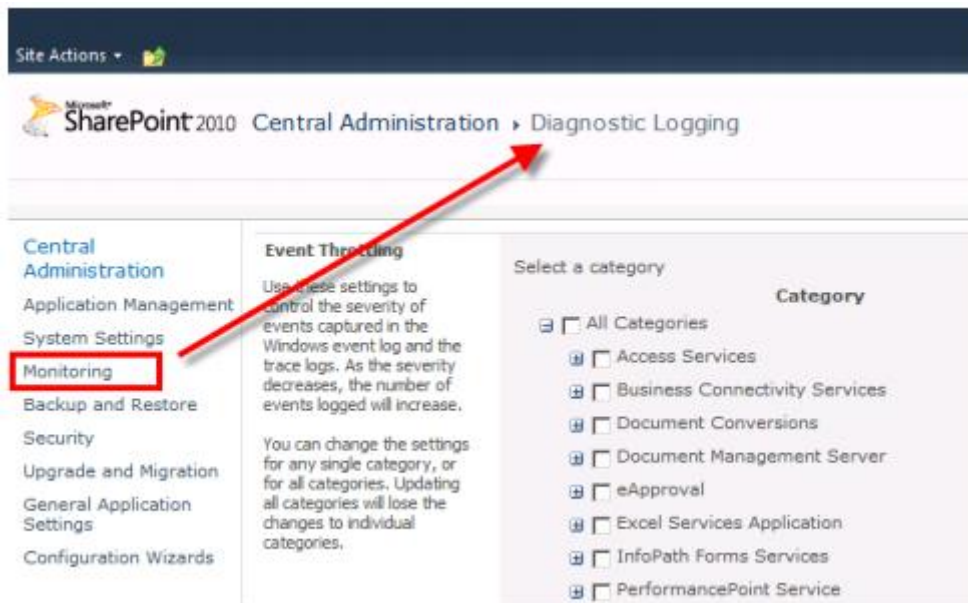 Site Actions
Microsoft
SharePoint 2010 Central Administration Diagnostic Logging
Central
Administration
Application Management
System Settings
Monitoring
Backup and Restore
Security
Upgrade and Migration
General Application
Settings
Configuration Wizards
Event Throttling
Use these settings to
control the severity of
events captured in the
Windows event log and the
trace logs. As the severity
decreases, the number of
events logged will increase.
You can change the settings
for any single category, or
for all categories. Updating
all categories will lose the
changes to individual
categories.
Select a category
Category
All Categories
Access Services
Business Connectivity Services
Document Conversions
Document Management Server
eApproval
Excel Services Application
InfoPath Forms Services
PerformancePoint Service